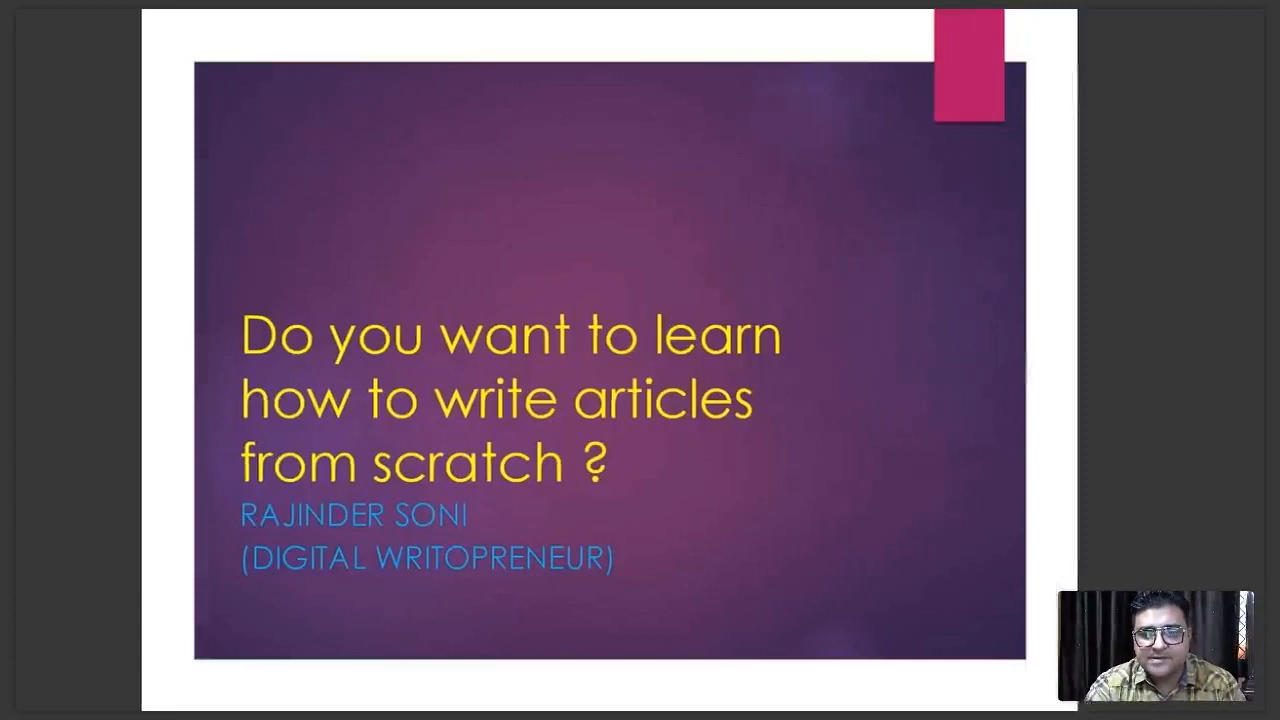 Do you want to learn
how to write articles
from scratch ?
RAJINDER SONI
(DIGITAL WRITOPRENEUR)